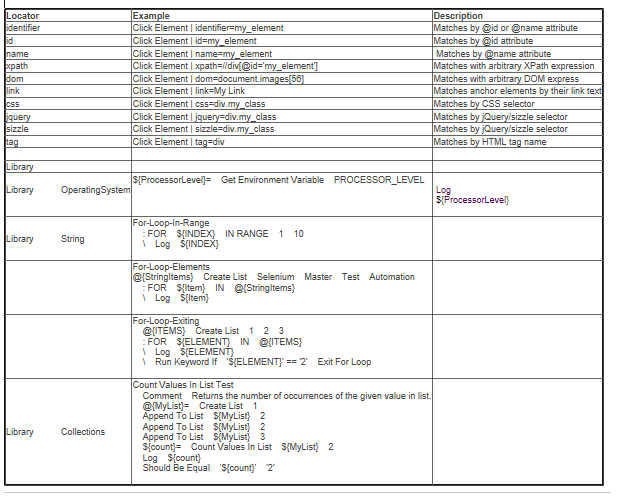 Locator Example Description
identifier Click Element | identifier=my_element Matches by @id or @name attribute
id Click Element | id=my_element Matches by @id attribute
name Click Element | name=my_element Matches by @name attribute
xpath Click Element | xpath=//div[@id='my_element'] Matches with arbitrary XPath expression
dom Click Element | dom=document.images[56] Matches with arbitrary DOM express
link Click Element | link=My Link Matches anchor elements by their link text
css Click Element | css=div.my_class Matches by CSS selector
jquery Click Element | jquery=div.my_class Matches by jQuery/sizzle selector
sizzle Click Element | sizzle=div.my_class Matches by jQuery/sizzle selector
tag Click Element | tag=div Matches by HTML tag name
Library
${ProcessorLevel}= Get Environment Variable PROCESSOR_LEVEL
Library OperatingSystem Log
${ProcessorLevel}
For-Loop-In-Range
: FOR ${INDEX} IN RANGE 1 10
Library String \ Log ${INDEX}
For-Loop-Elements
@{StringItems} Create List Selenium Master Test Automation
: FOR ${Item} IN @{StringItems}
\ Log ${Item}
For-Loop-Exiting
@{ITEMS} Create List 1 2 3
: FOR ${ELEMENT} IN @{ITEMS}
\ Log ${ELEMENT}
\ Run Keyword If '${ELEMENT}' == '2' Exit For Loop
Count Values In List Test
Comment Returns the number of occurrences of the given value in list.
@{MyList}= Create List 1
Append To List ${MyList} 2
Append To List ${MyList} 2
Library Collections Append To List ${MyList} 3
${count}= Count Values In List ${MyList} 2
Log ${count}
Should Be Equal '${count}' '2'